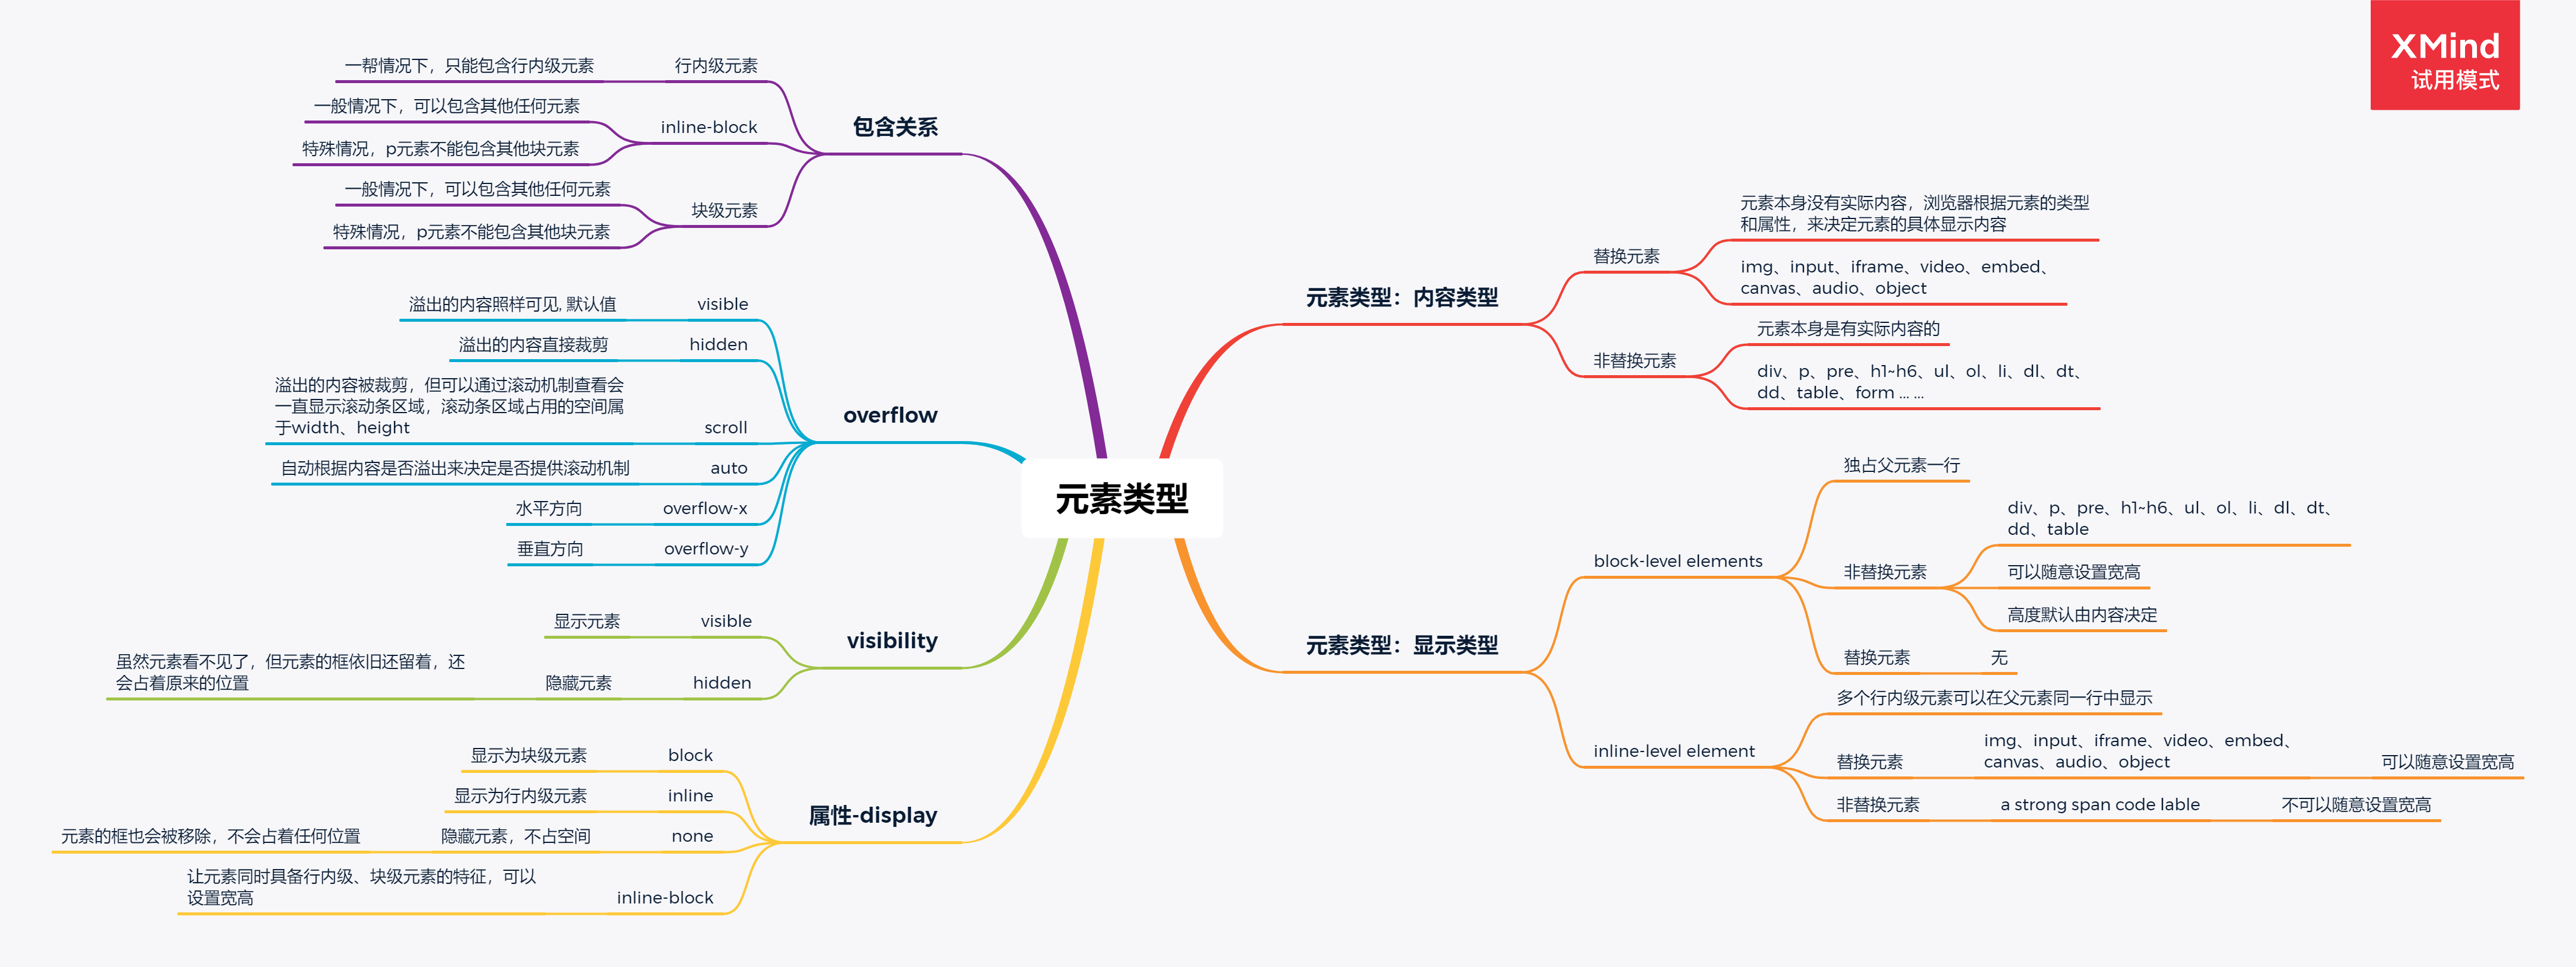 XMind
试用模式
元素类型
包含关系
行内级元素
一帮情况下，只能包含行内级元素
inline-block
一般情况下，可以包含其他任何元素
特殊情况，p元素不能包含其他块元素
块级元素
一般情况下，可以包含其他任何元素
特殊情况，p元素不能包含其他块元素
overflow
visible
溢出的内容照样可见, 默认值
hidden
溢出的内容直接裁剪
scroll
溢出的内容被裁剪，但可以通过滚动机制查看会
一直显示滚动条区域，滚动条区域占用的空间属
于width、height
auto
自动根据内容是否溢出来决定是否提供滚动机制
overflow-x
水平方向
overflow-y
垂直方向
visibility
visible
显示元素
hidden
隐藏元素
虽然元素看不见了，但元素的框依旧还留着，还
会占着原来的位置
属性-display
block
显示为块级元素
inline
显示为行内级元素
none
隐藏元素，不占空间
元素的框也会被移除，不会占着任何位置
inline-block
让元素同时具备行内级、块级元素的特征，可以
设置宽高
元素类型：内容类型
替换元素
元素本身没有实际内容，浏览器根据元素的类型
和属性，来决定元素的具体显示内容
img、input、iframe、video、embed、
canvas、audio、object
非替换元素
元素本身是有实际内容的
div、p、pre、h1~h6、ul、ol、li、dl、dt、
dd、table、form ... ...
元素类型：显示类型
block-level elements
独占父元素一行
非替换元素
div、p、pre、h1~h6、ul、ol、li、dl、dt、
dd、table
可以随意设置宽高
高度默认由内容决定
替换元素
无
inline-level element
多个行内级元素可以在父元素同一行中显示
替换元素
img、input、iframe、video、embed、
canvas、audio、object
可以随意设置宽高
非替换元素
a strong span code lable
不可以随意设置宽高